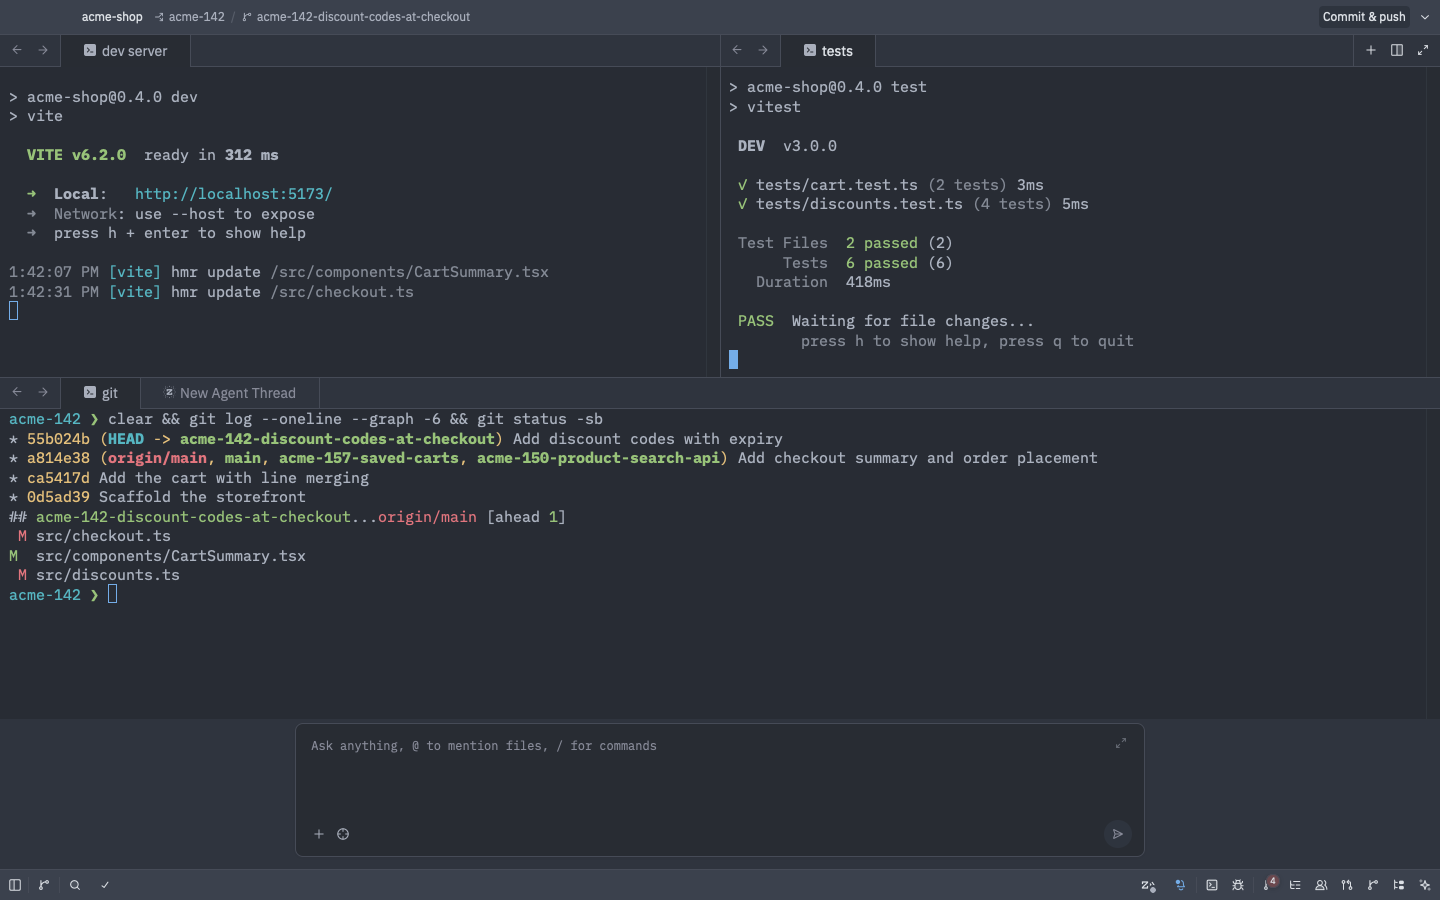 acme-shop acme-142 / acme-142-discount-codes-at-checkout Commit & push
dev server
> acme-shop@0.4.0 dev
> vite
VITE v6.2.0 ready in 312 ms
➜ Local: http://localhost:5173/
➜ Network: use --host to expose
➜ press h + enter to show help
1:42:07 PM [vite] hmr update /src/components/CartSummary.tsx
1:42:31 PM [vite] hmr update /src/checkout.ts
tests
> acme-shop@0.4.0 test
> vitest
DEV v3.0.0
✓ tests/cart.test.ts (2 tests) 3ms
✓ tests/discounts.test.ts (4 tests) 5ms
Test Files 2 passed (2)
Tests 6 passed (6)
Duration 418ms
PASS Waiting for file changes...
press h to show help, press q to quit
git New Agent Thread
acme-142 ❯ clear && git log --oneline --graph -6 && git status -sb
* 55b024b (HEAD -> acme-142-discount-codes-at-checkout) Add discount codes with expiry
* a814e38 (origin/main, main, acme-157-saved-carts, acme-150-product-search-api) Add checkout summary and order placement
* ca5417d Add the cart with line merging
* 0d5ad39 Scaffold the storefront
## acme-142-discount-codes-at-checkout...origin/main [ahead 1]
M src/checkout.ts
M src/components/CartSummary.tsx
M src/discounts.ts
acme-142 ❯
Ask anything, @ to mention files, / for commands
4